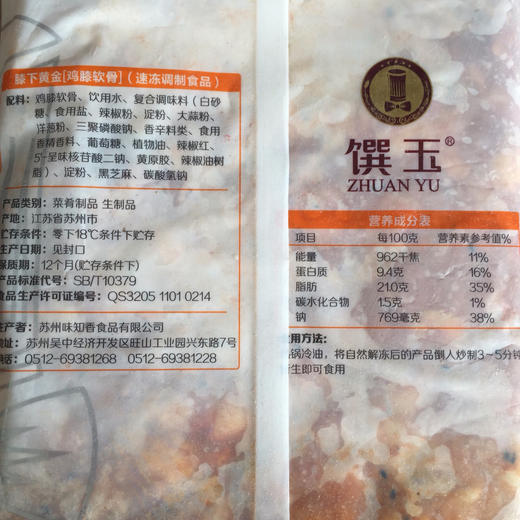 膝下黄金[鸡膝软骨](速冻调制食品)
配料:鸡膝软骨、饮用水、复合调味料(白砂
糖、食用盐、辣椒粉、淀粉、大蒜粉、
洋葱粉、三聚磷酸钠、香辛料类、食用
香精香料、葡萄糖、植物油、辣椒红、
5'-呈味核苷酸二钠、黄原胶、辣椒油树
脂)、淀粉、黑芝麻、碳酸氢钠
产品类别:菜肴制品 生制品
产地:江苏省苏州市
贮存条件:零下18℃条件下贮存
生产日期:见封口
保质期:12个月(贮存条件下)
产品标准代号:SB/T10379
食品生产许可证编号:QS3205 1101 0214
生产者:苏州味知香食品有限公司
地址:苏州吴中经济开发区旺山工业园兴东路7号
电话:0512-69381268 传真:0512-69381228
馔玉®
ZHUAN YU
营养成分表
项目 每100克 营养素参考值%
能量 962千焦 11%
蛋白质 9.4克 16%
脂肪 21.0克 35%
碳水化合物 1.5克 1%
钠 769毫克 38%
食用方法:
热锅冷油,将自然解冻后的产品倒入炒制3~5分钟
断生即可食用